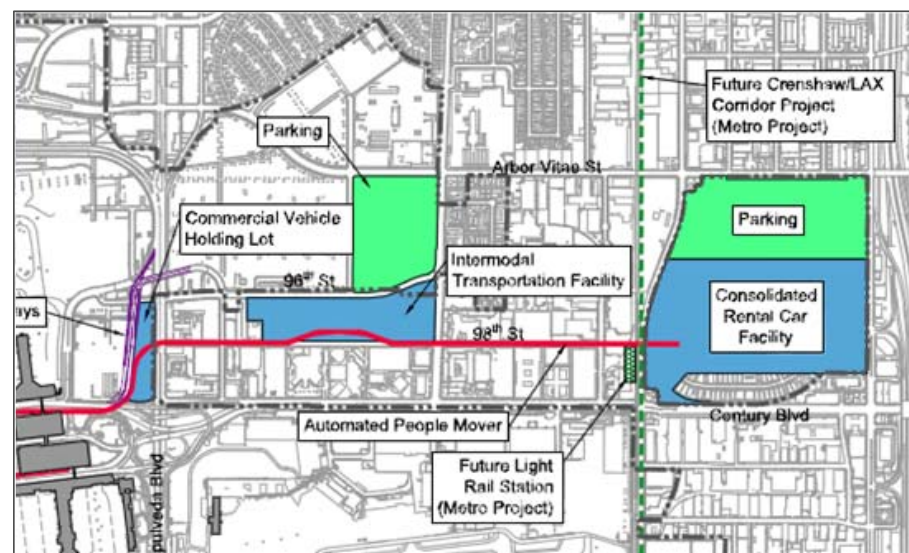 Future Crenshaw/LAX
Corridor Project
(Metro Project)
Parking
Arbor Vitae St
Commercial Vehicle
Holding Lot
Parking
Intermodal
Transportation Facility
96th St
ays
Consolidated
Rental Car
Facility
98th St
Century Blvd
Automated People Mover
Future Light
Rail Station
(Metro Project)
pulveda Blvd